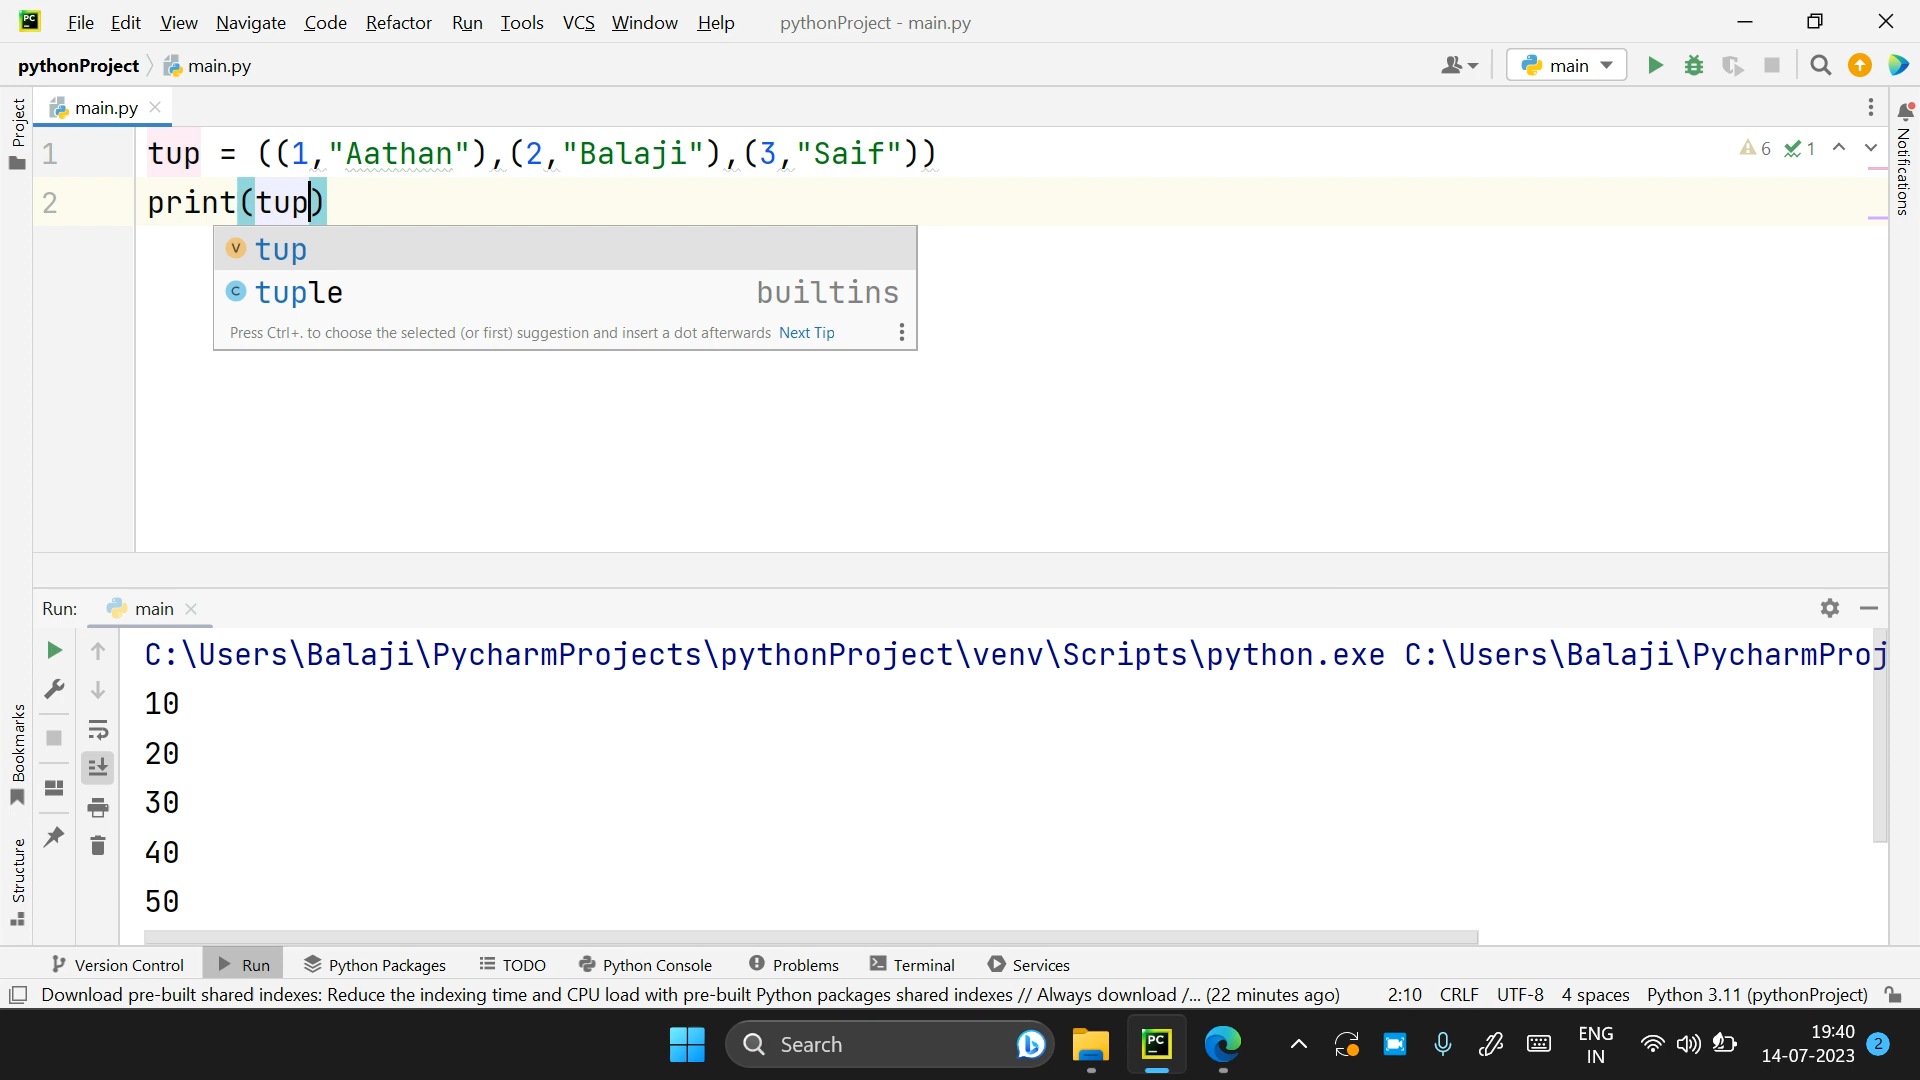 PC File Edit View Navigate Code Refactor Run Tools VCS Window Help pythonProject - main.py
pythonProject main.py main
Project
main.py
1 tup = ((1,"Aathan"),(2,"Balaji"),(3,"Saif"))
6 1
2 print(tup)
V tup
C tuple builtins
Press Ctrl+. to choose the selected (or first) suggestion and insert a dot afterwards Next Tip
Notifications
Run: main
C:\Users\Balaji\PycharmProjects\pythonProject\venv\Scripts\python.exe C:\Users\Balaji\PycharmProj
10
20
30
40
50
Bookmarks
Structure
Version Control Run Python Packages TODO Python Console Problems Terminal Services
Download pre-built shared indexes: Reduce the indexing time and CPU load with pre-built Python packages shared indexes // Always download /... (22 minutes ago) 2:10 CRLF UTF-8 4 spaces Python 3.11 (pythonProject)
Search PC
ENG
IN
19:40
14-07-2023
2